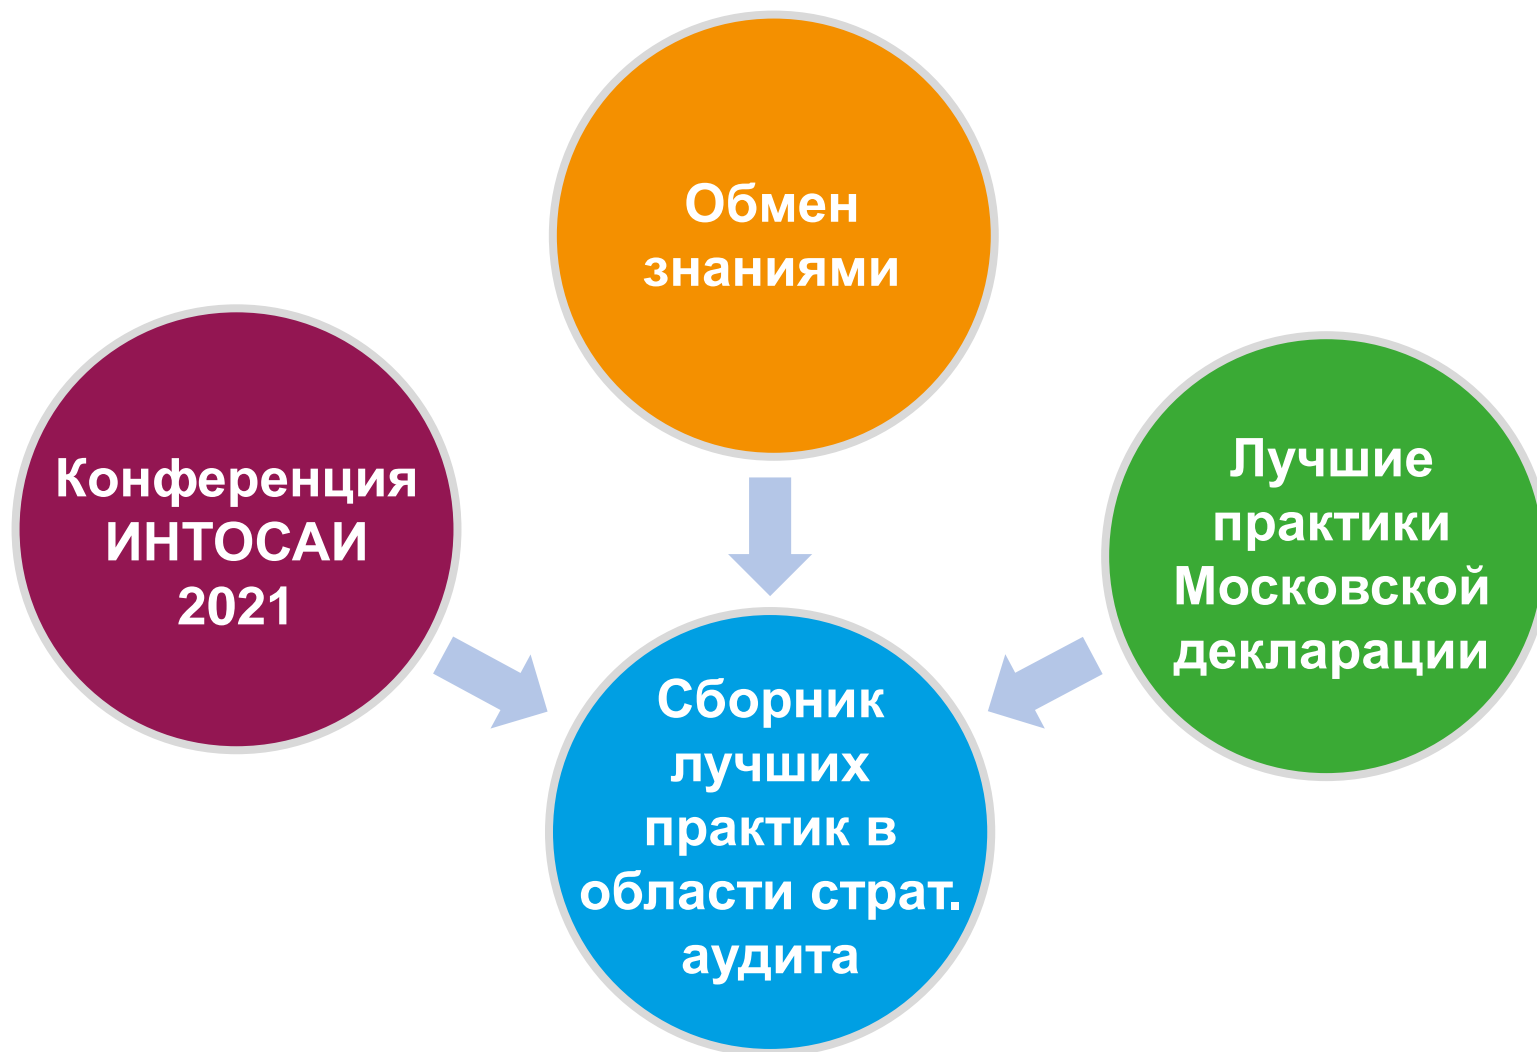 Обмен
знаниями
Конференция
ИНТОСАИ
2021
Лучшие
практики
Московской
декларации
Сборник
лучших
практик в
области страт.
аудита